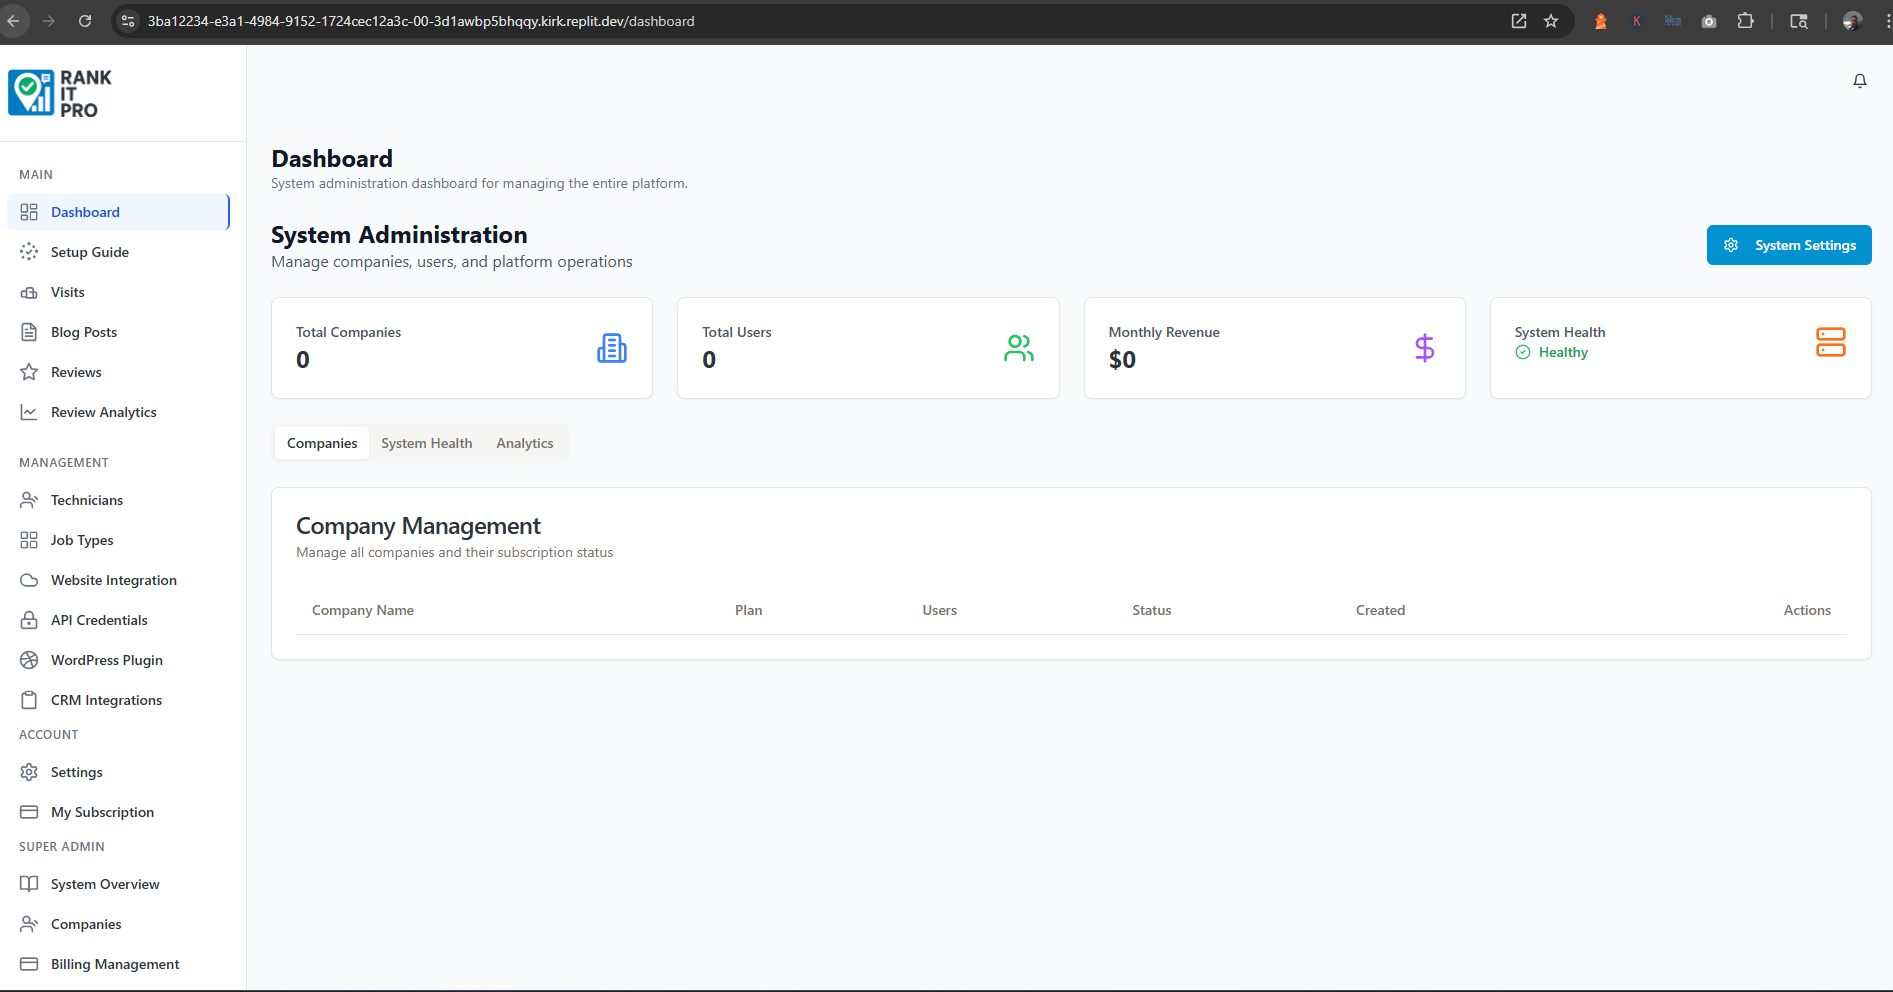 3ba12234-e3a1-4984-9152-1724cec12a3c-00-3d1awbp5bhqqy.kirk.replit.dev/dashboard
K
RANK
IT
PRO
MAIN
Dashboard
Setup Guide
Visits
Blog Posts
Reviews
Review Analytics
MANAGEMENT
Technicians
Job Types
Website Integration
API Credentials
WordPress Plugin
CRM Integrations
ACCOUNT
Settings
My Subscription
SUPER ADMIN
System Overview
Companies
Billing Management
Dashboard
System administration dashboard for managing the entire platform.
System Administration
Manage companies, users, and platform operations
System Settings
Total Companies
0
Total Users
0
Monthly Revenue
$0
System Health
Healthy
Companies System Health Analytics
Company Management
Manage all companies and their subscription status
Company Name Plan Users Status Created Actions